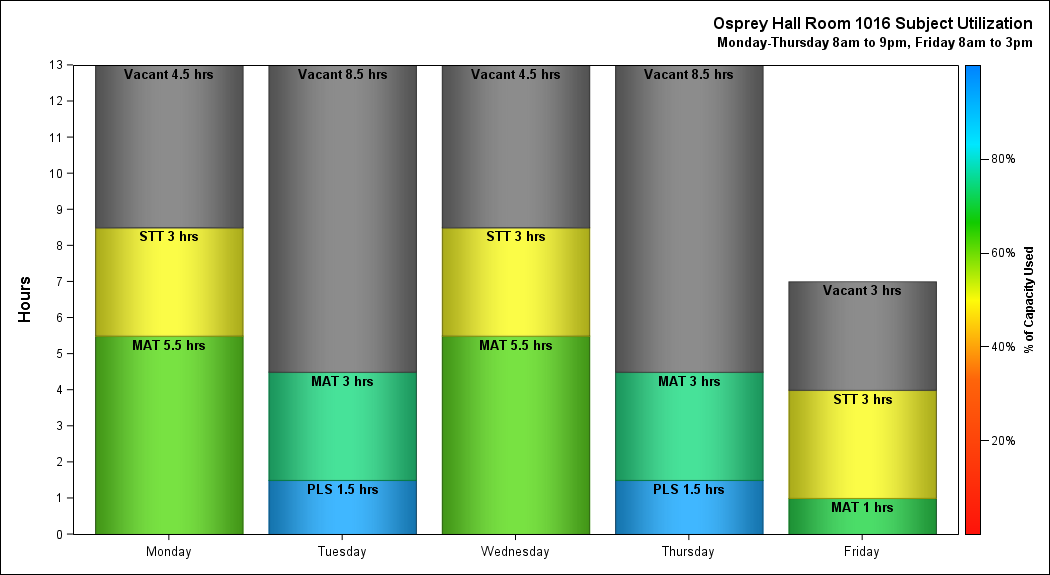 Osprey Hall Room 1016 Subject Utilization
Monday-Thursday 8am to 9pm, Friday 8am to 3pm
Hours
13
12
11
10
9
8
7
6
5
4
3
2
1
0
Vacant 4.5 hrs
STT 3 hrs
MAT 5.5 hrs
Vacant 8.5 hrs
MAT 3 hrs
PLS 1.5 hrs
Vacant 4.5 hrs
STT 3 hrs
MAT 5.5 hrs
Vacant 8.5 hrs
MAT 3 hrs
PLS 1.5 hrs
Vacant 3 hrs
STT 3 hrs
MAT 1 hrs
Monday
Tuesday
Wednesday
Thursday
Friday
80%
60%
40%
20%
% of Capacity Used